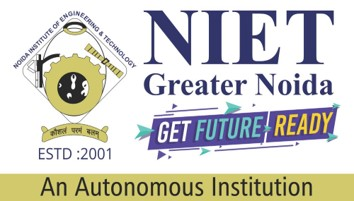 NOIDA INSTITUTE OF ENGINEERING & TECHNOLOGY
कौशलं परमं बलम्
ESTD :2001
NIET
Greater Noida
GET FUTURE READY
An Autonomous Institution